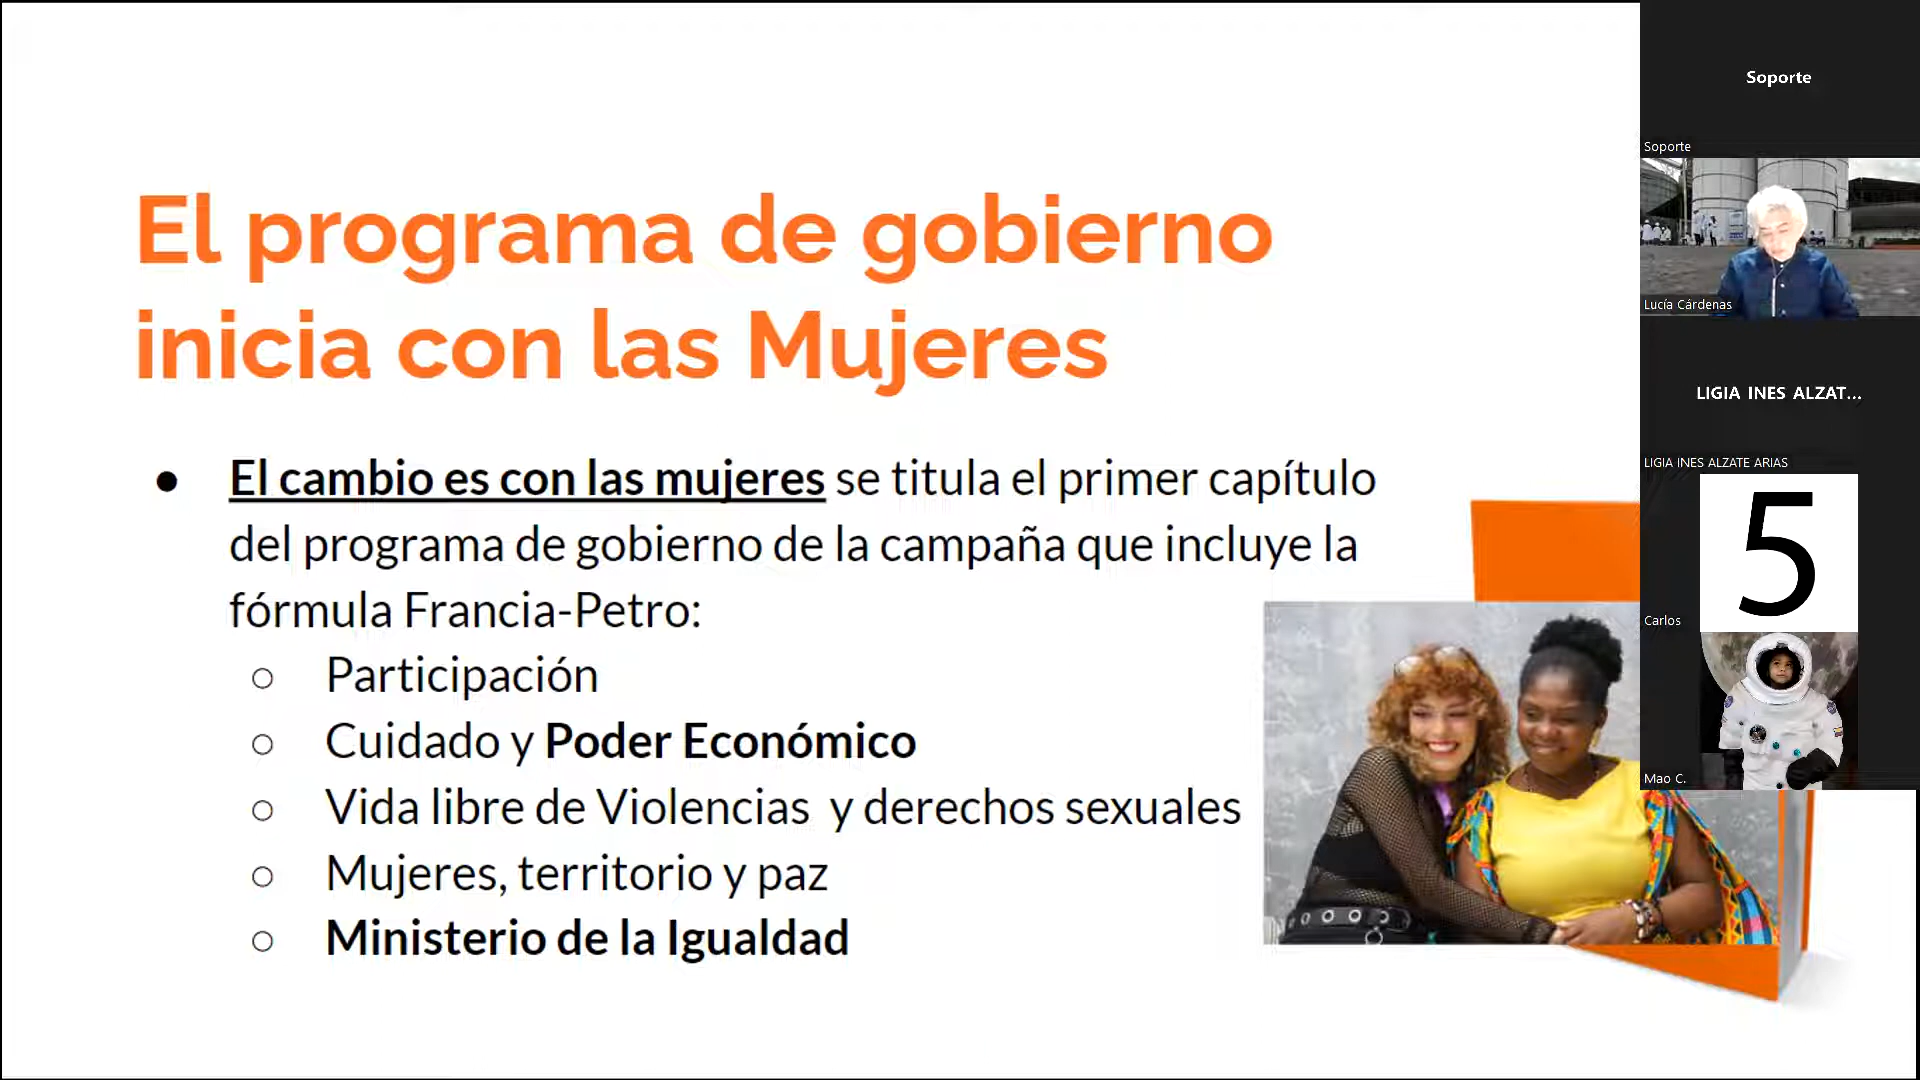 El programa de gobierno
inicia con las Mujeres
● El cambio es con las mujeres se titula el primer capítulo
del programa de gobierno de la campaña que incluye la
fórmula Francia-Petro:
○ Participación
○ Cuidado y Poder Económico
○ Vida libre de Violencias y derechos sexuales
○ Mujeres, territorio y paz
○ Ministerio de la Igualdad
Soporte
Soporte
Lucía Cárdenas
LIGIA INES ALZAT...
LIGIA INES ALZATE ARIAS
5
Carlos
Mao C.